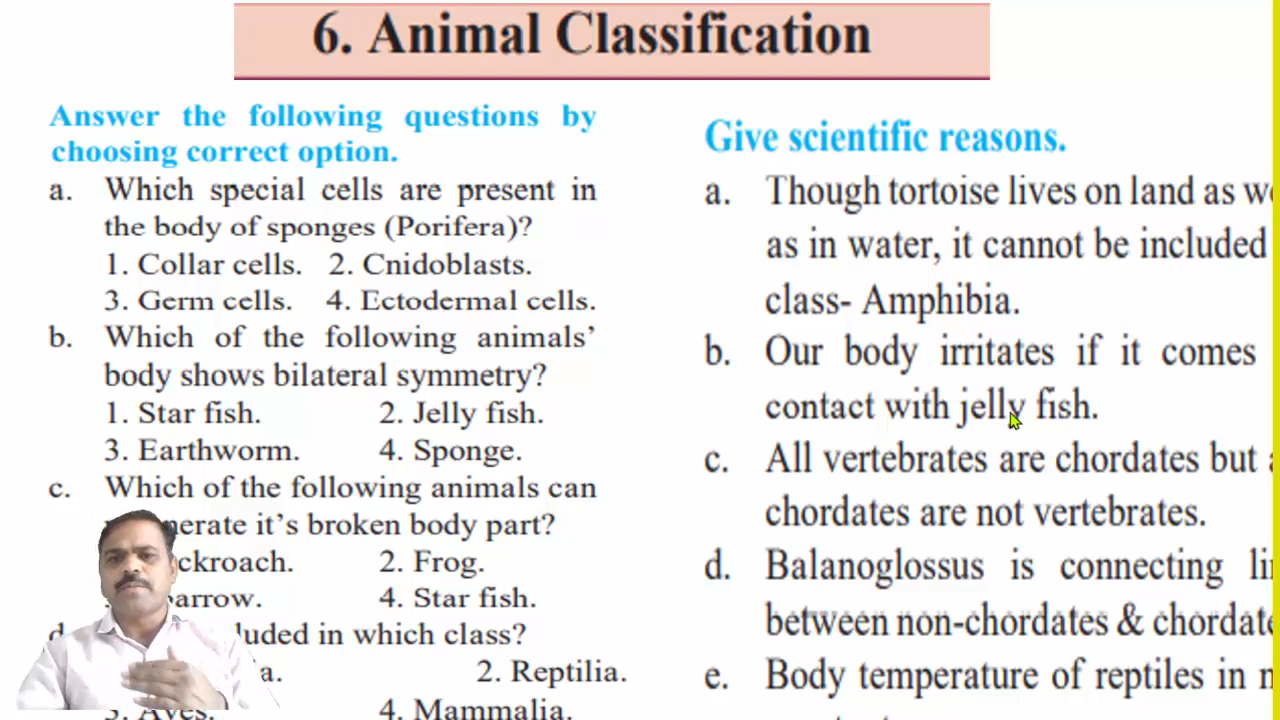 6. Animal Classification
Answer the following questions by
choosing correct option.
a. Which special cells are present in
the body of sponges (Porifera)?
1. Collar cells. 2. Cnidoblasts.
3. Germ cells. 4. Ectodermal cells.
b. Which of the following animals’
body shows bilateral symmetry?
1. Star fish. 2. Jelly fish.
3. Earthworm. 4. Sponge.
c. Which of the following animals can
it’s broken body part?
2. Frog.
4. Star fish.
in which class?
2. Reptilia.
3. Aves. 4. Mammalia.
Give scientific reasons.
a. Though tortoise lives on land as
as in water, it cannot be included
class- Amphibia.
b. Our body irritates if it comes
contact with jelly fish.
c. All vertebrates are chordates but
chordates are not vertebrates.
d. Balanoglossus is connecting
between non-chordates &
e. Body temperature of reptiles in